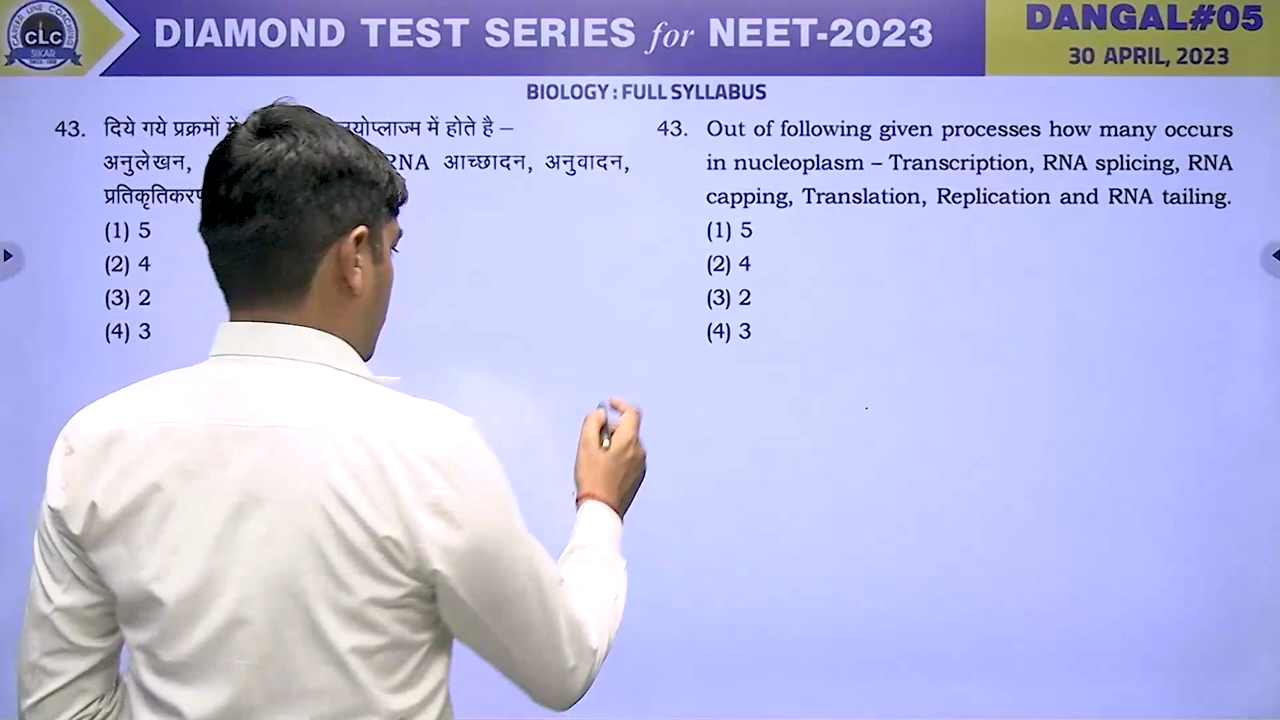 CAREER LINE COACHING
CLC
SIKAR
DIAMOND TEST SERIES for NEET-2023
DANGAL#05
30 APRIL, 2023
BIOLOGY : FULL SYLLABUS
43. दिये गये प्रक्रमों में में होते है –
अनुलेखन, RNA आच्छादन, अनुवादन,
(1) 5
(2) 4
(3) 2
(4) 3
43. Out of following given processes how many occurs
in nucleoplasm – Transcription, RNA splicing, RNA
capping, Translation, Replication and RNA tailing.
(1) 5
(2) 4
(3) 2
(4) 3